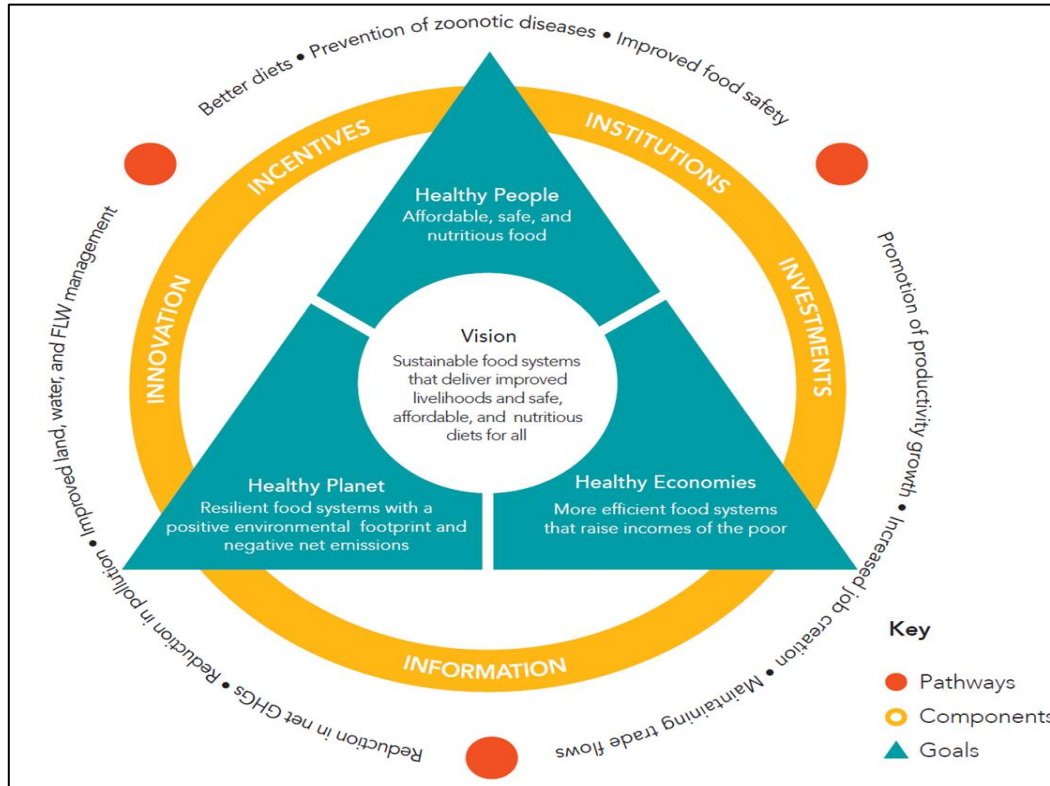 Better diets • Prevention of zoonotic diseases • Improved food safety
INCENTIVES
INSTITUTIONS
Healthy People
Affordable, safe, and
nutritious food
INNOVATION
INVESTMENTS
Improved land, water, and FLW management
Promotion of productivity growth • Increased job creation • Maintaining trade flows
Vision
Sustainable food systems
that deliver improved
livelihoods and safe,
affordable, and nutritious
diets for all
Healthy Planet
Resilient food systems with a
positive environmental footprint and
negative net emissions
Healthy Economies
More efficient food systems
that raise incomes of the poor
Reduction in net GHGs • Reduction in pollution •
INFORMATION
Key
Pathways
Components
Goals